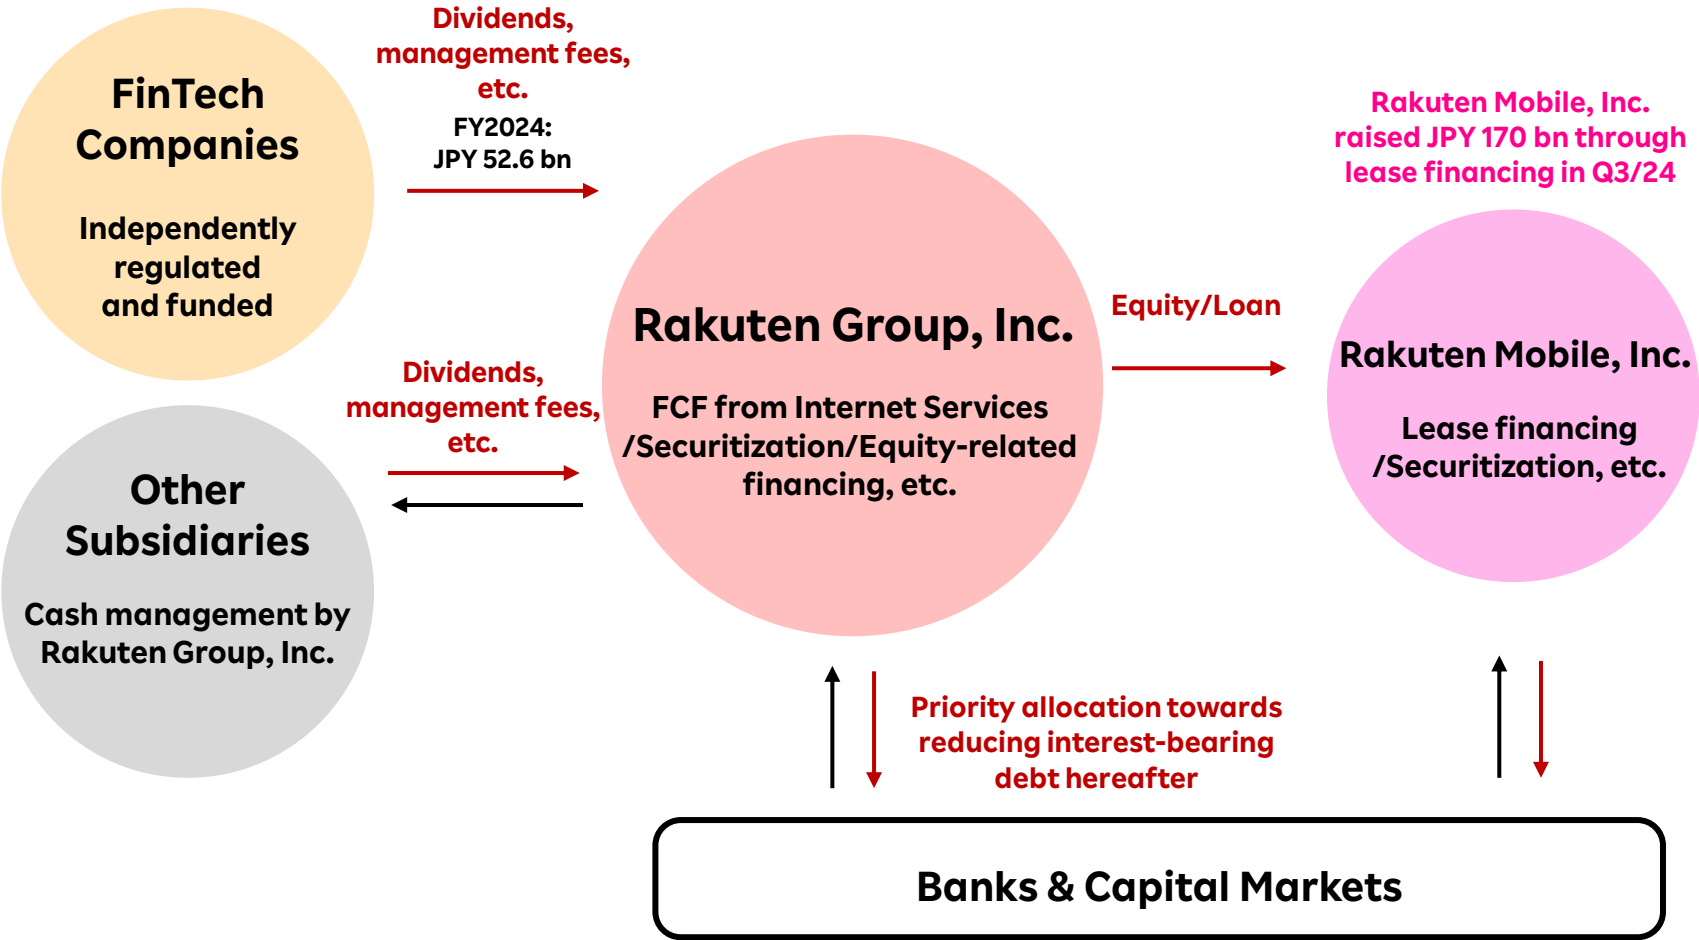 FinTech
Companies
Independently
regulated
and funded
Dividends,
management fees,
etc.
FY2024:
JPY 52.6 bn
Other
Subsidiaries
Cash management by
Rakuten Group, Inc.
Dividends,
management fees,
etc.
Rakuten Group, Inc.
FCF from Internet Services
/Securitization/Equity-related
financing, etc.
Equity/Loan
Rakuten Mobile, Inc.
raised JPY 170 bn through
lease financing in Q3/24
Rakuten Mobile, Inc.
Lease financing
/Securitization, etc.
Priority allocation towards
reducing interest-bearing
debt hereafter
Banks & Capital Markets